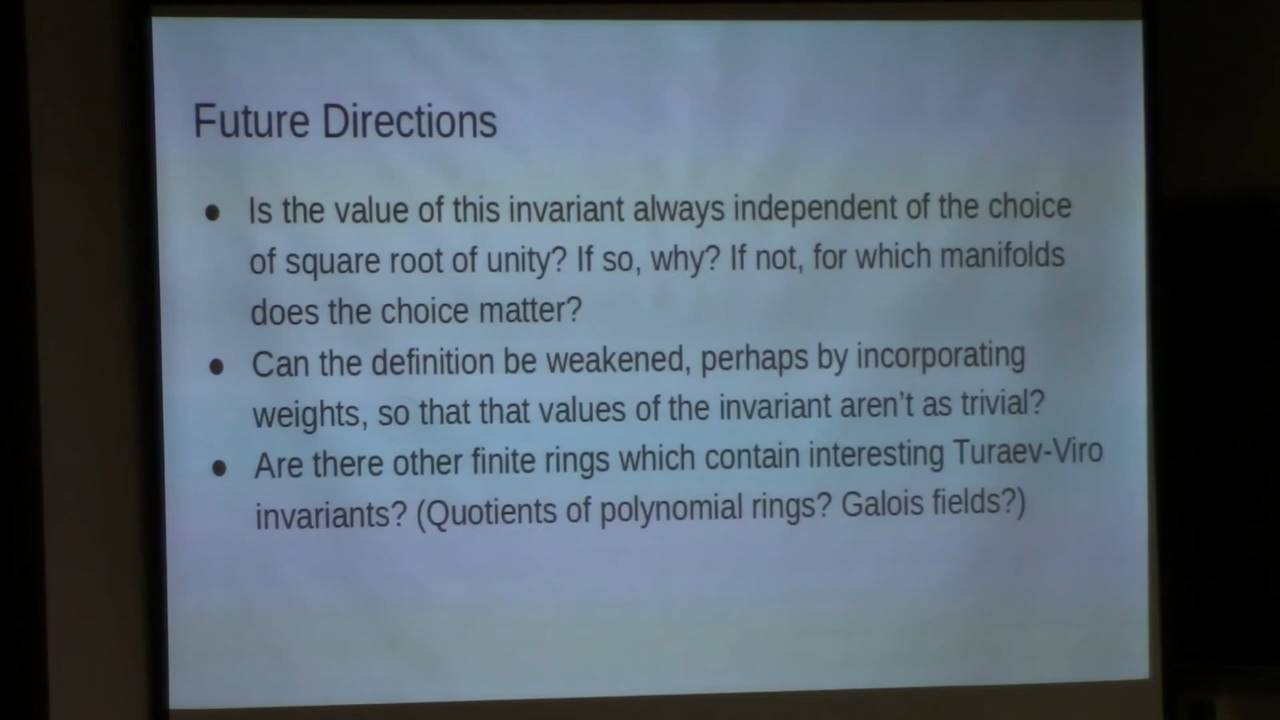 Future Directions
● Is the value of this invariant always independent of the choice
of square root of unity? If so, why? If not, for which manifolds
does the choice matter?
● Can the definition be weakened, perhaps by incorporating
weights, so that that values of the invariant aren't as trivial?
● Are there other finite rings which contain interesting Turaev-Viro
invariants? (Quotients of polynomial rings? Galois fields?)